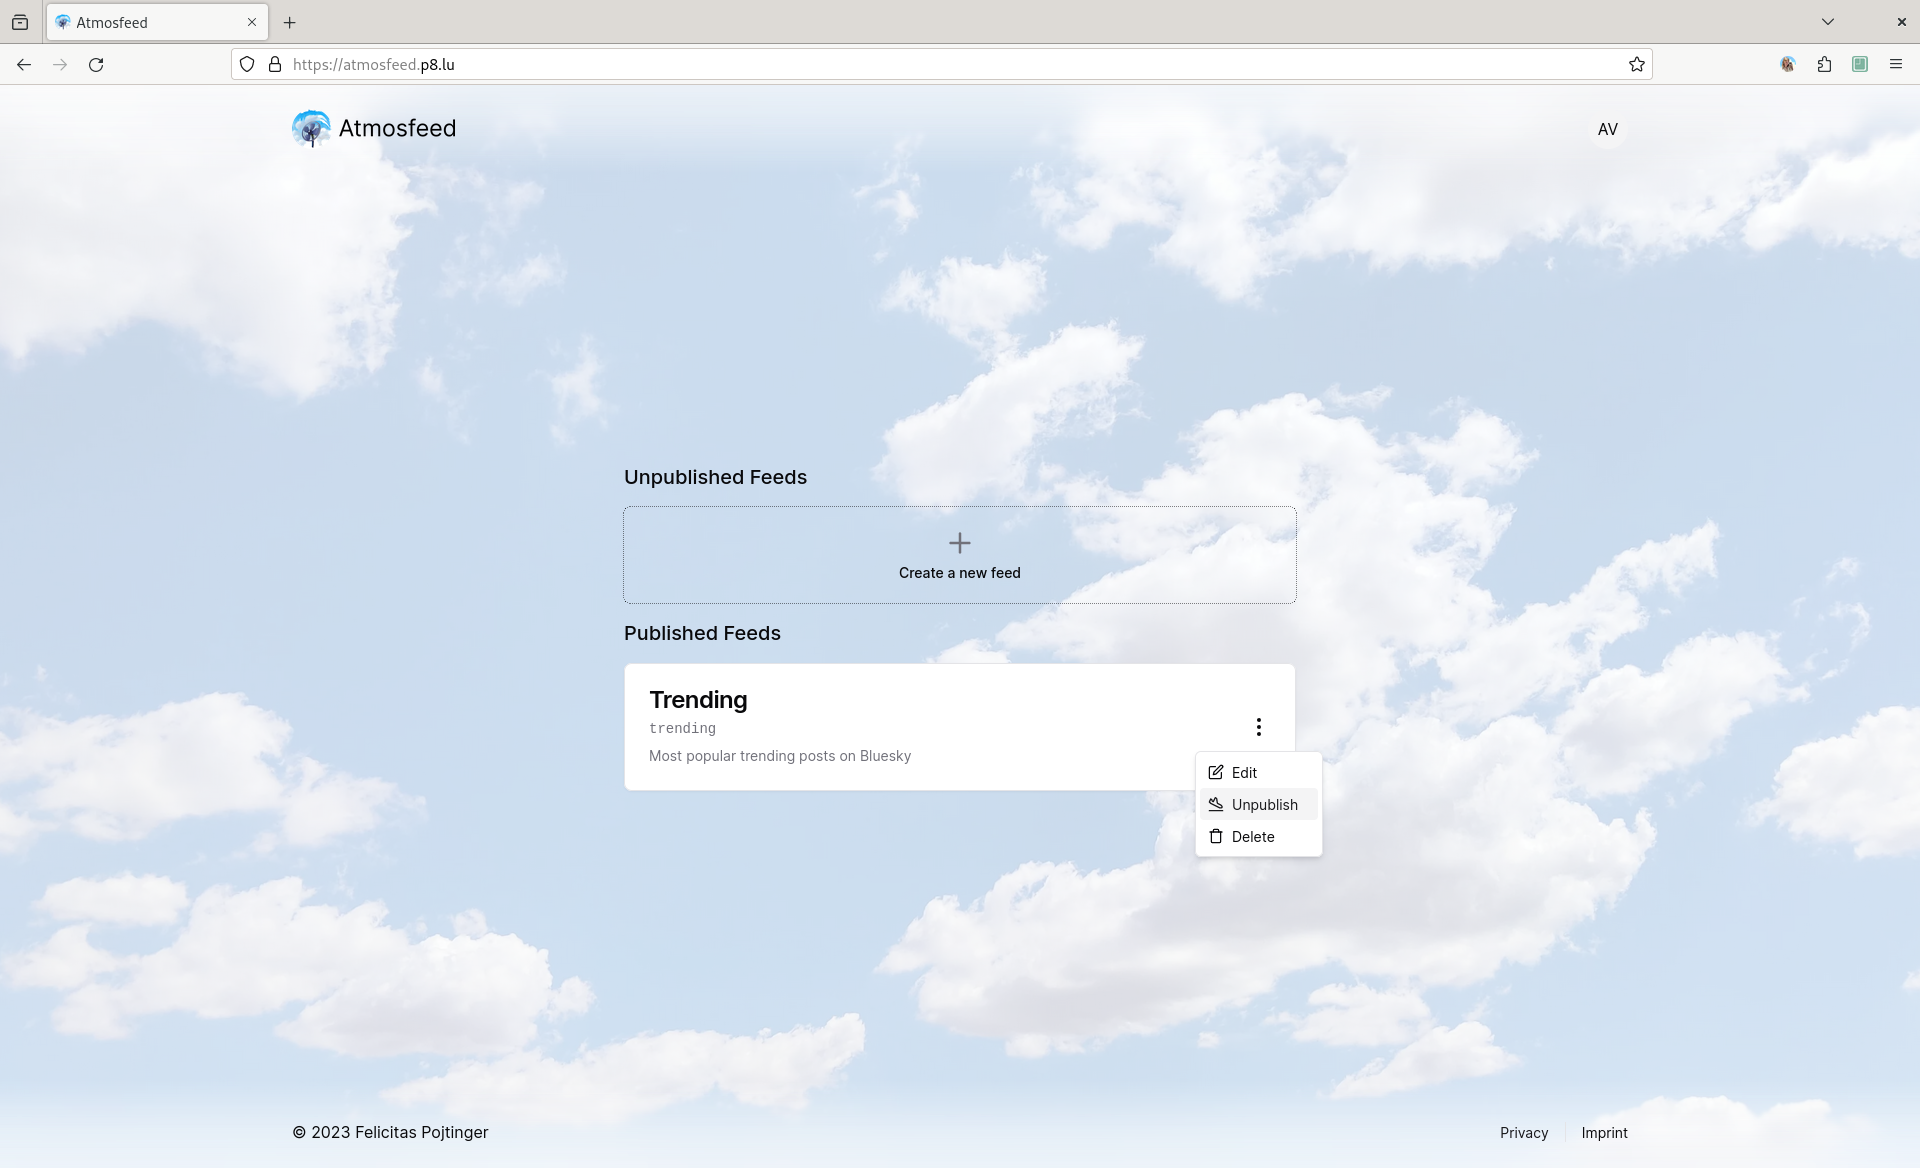 Atmosfeed
https://atmosfeed.p8.lu
Atmosfeed
AV
Unpublished Feeds
Create a new feed
Published Feeds
Trending
trending
Most popular trending posts on Bluesky
Edit
Unpublish
Delete
© 2023 Felicitas Pojtinger
Privacy
Imprint